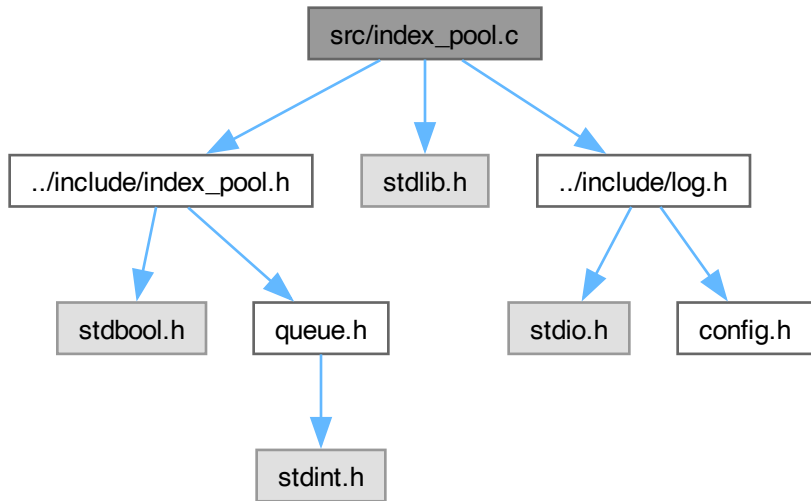 src/index_pool.c
../include/index_pool.h
stdlib.h
../include/log.h
stdbool.h
queue.h
stdio.h
config.h
stdint.h